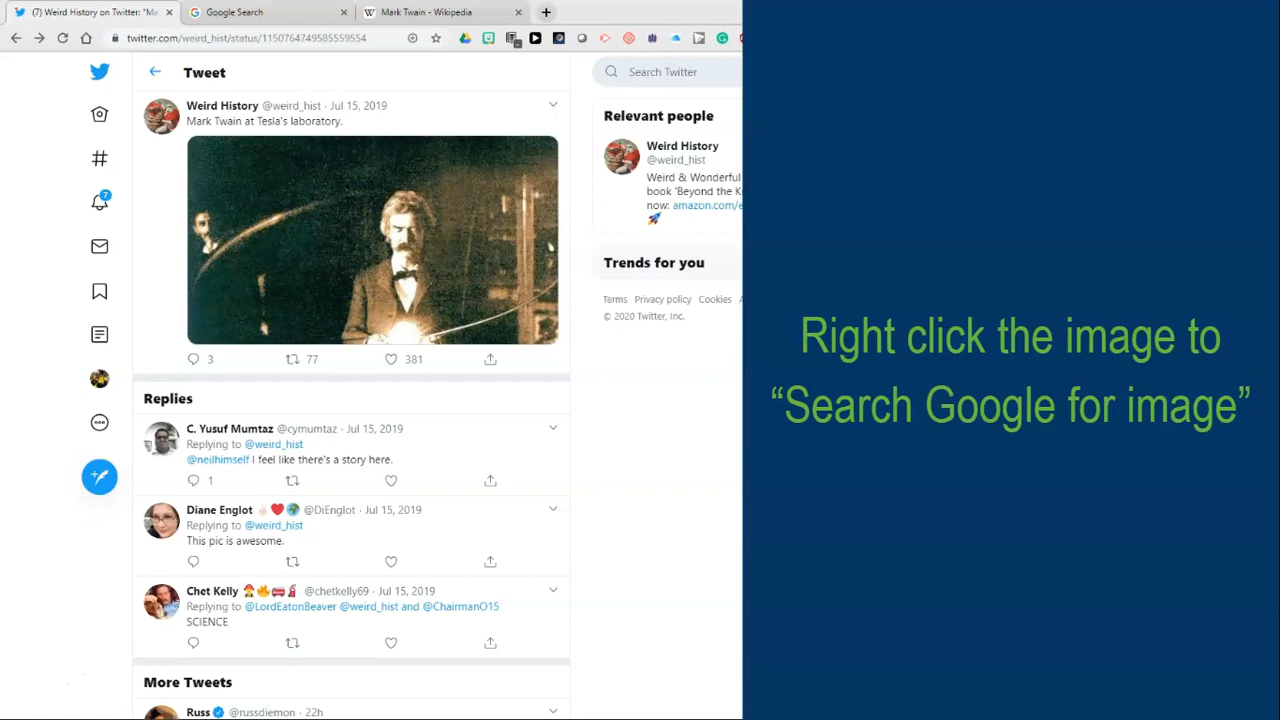 (7) Weird History on Twitter: "Ma
Google Search
Mark Twain - Wikipedia
twitter.com/weird_hist/status/1150764749585559554
Tweet
Search Twitter
Weird History @weird_hist · Jul 15, 2019
Mark Twain at Tesla's laboratory.
3 77 381
Relevant people
Weird History
@weird_hist
Weird & Wonderful
book 'Beyond the K
now: amazon.com/e
Trends for you
Terms Privacy policy Cookies A
© 2020 Twitter, Inc.
7
Replies
C. Yusuf Mumtaz @cymumtaz · Jul 15, 2019
Replying to @weird_hist
@neilhimself I feel like there's a story here.
1
Diane Englot @DiEnglot · Jul 15, 2019
Replying to @weird_hist
This pic is awesome.
Chet Kelly @chetkelly69 · Jul 15, 2019
Replying to @LordEatonBeaver @weird_hist and @ChairmanO15
SCIENCE
More Tweets
Russ @russdiemon · 22h
Right click the image to
“Search Google for image”